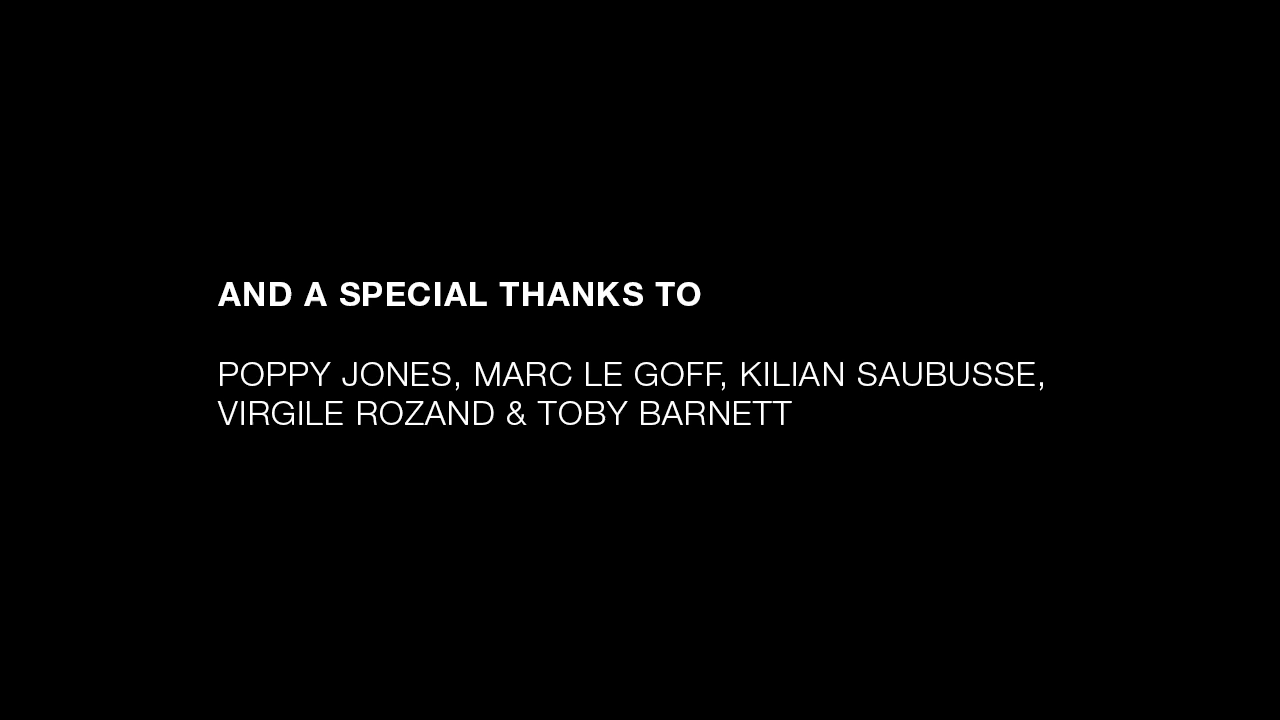 AND A SPECIAL THANKS TO
POPPY JONES, MARC LE GOFF, KILIAN SAUBUSSE,
VIRGILE ROZAND & TOBY BARNETT